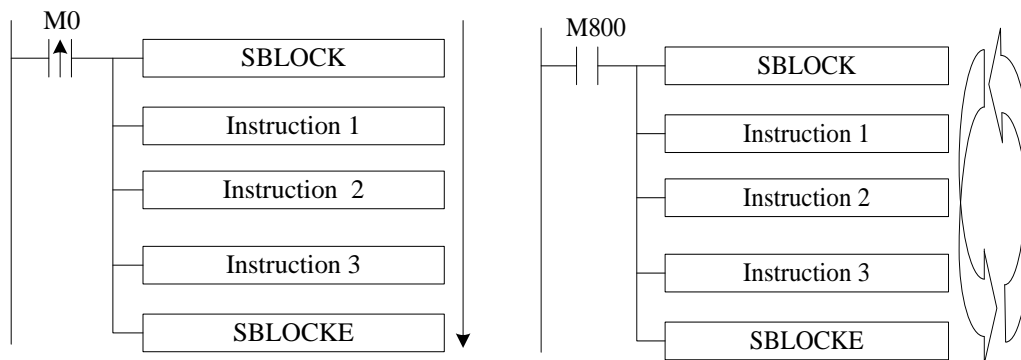 M0
SBLOCK
Instruction 1
Instruction 2
Instruction 3
SBLOCKE
M800
SBLOCK
Instruction 1
Instruction 2
Instruction 3
SBLOCKE